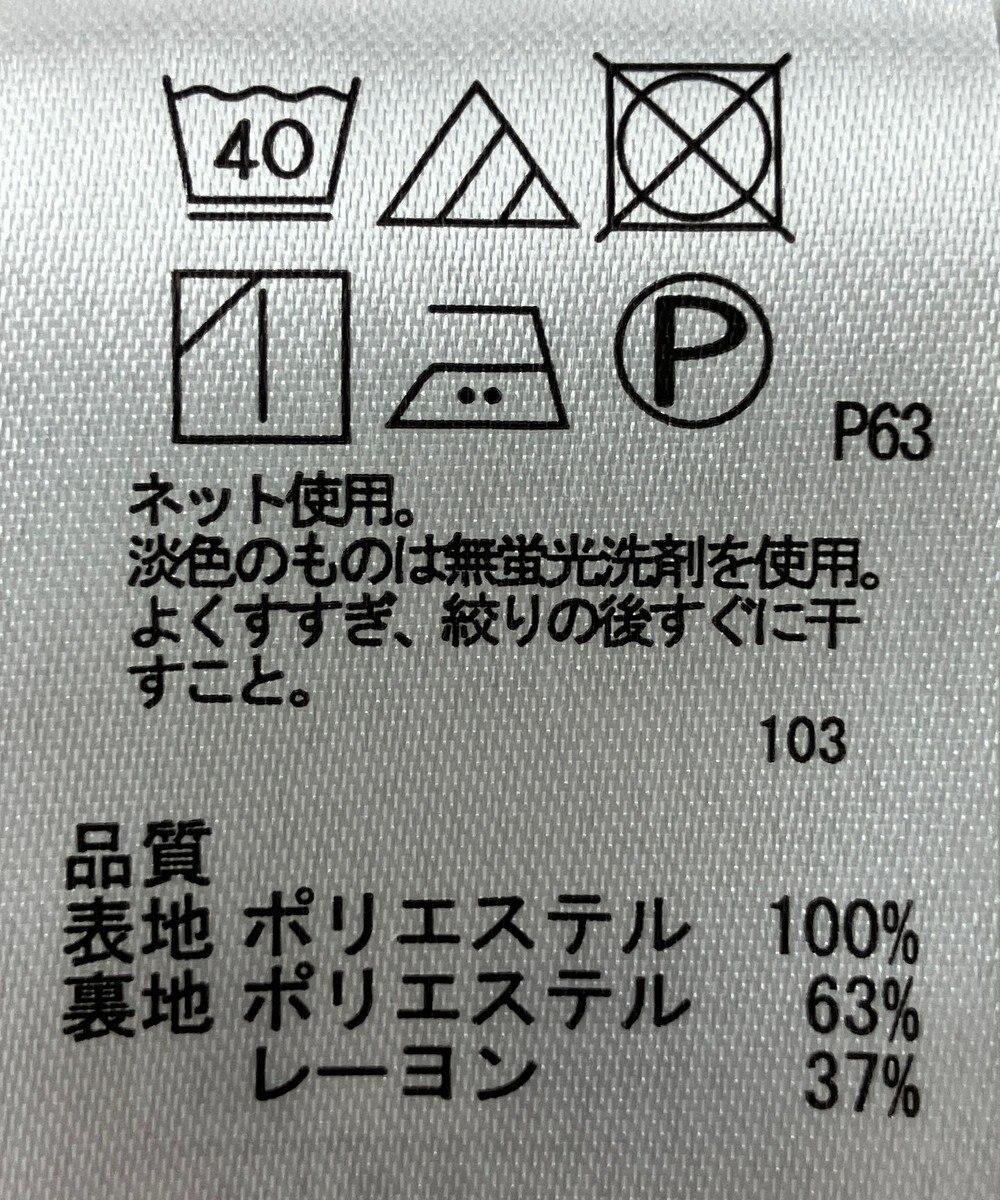 40
P
P63
ネット使用。
淡色のものは無蛍光洗剤を使用。
よくすすぎ、絞りの後すぐに干
すこと。
103
品質
表地 ポリエステル 100%
裏地 ポリエステル 63%
レーヨン 37%